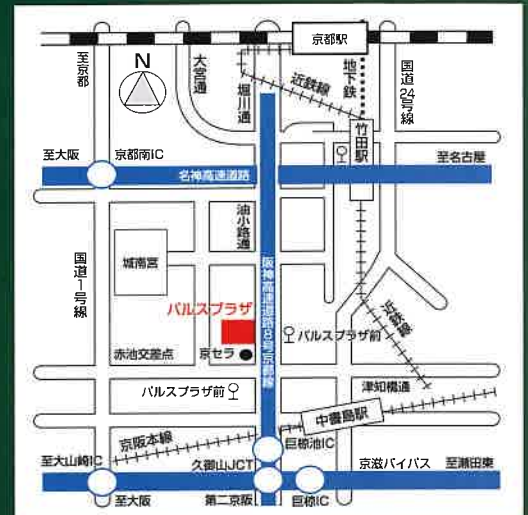 京都駅
至京都
N
大宮通
堀川通
近鉄線
地下鉄
国道24号線
竹田駅
至大阪
京都南IC
至名古屋
名神高速道路
油小路通
城南宮
国道1号線
阪神高速道路8号京都線
パルスプラザ
近鉄線
パルスプラザ前
赤池交差点
京セラ
パルスプラザ前
津知橋通
中書島駅
京阪本線
巨椋池IC
至大山崎IC
久御山JCT
京滋バイパス
至瀬田東
至大阪
第二京阪
巨椋IC